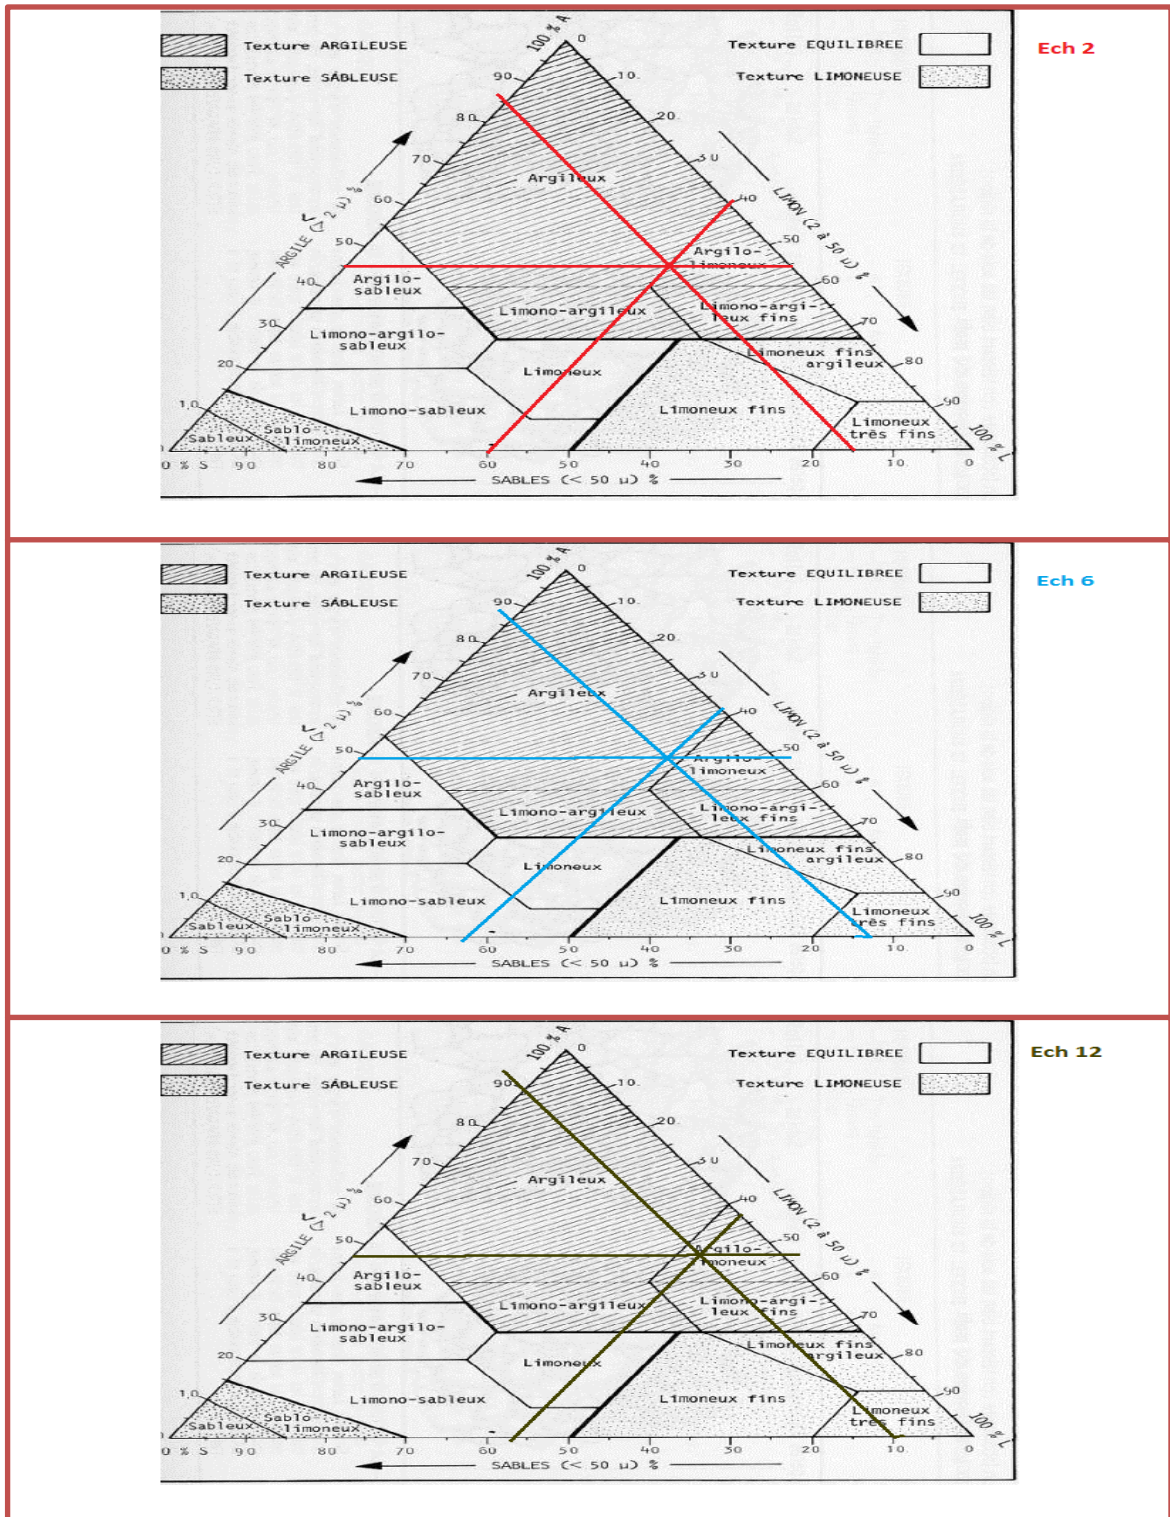 Texture ARGILEUSE
Texture SÁBLEUSE
Texture EQUILIBREE
Texture LIMONEUSE
Ech 2
100 % A
0
90
10.
80
20.
70
30
60
40
50
50
40
60
30
70
20
80
10
90
100 % L
ARGILE (> 2 µ) %
LIMON (2 à 50 µ) %
Argileux
Argilo-
limoneux
Argilo-
sableux
Limono-argileux
Limono-argi-
leux fins
Limono-argilo-
sableux
Limoneux fins
argileux
Limoneux
Limono-sableux
Limoneux fins
Limoneux
très fins
Sableux
Sablo-
limoneux
0 % S
90
80
70
60
50
40
30
20
10.
0
SABLES (< 50 µ) %
Texture ARGILEUSE
Texture SÁBLEUSE
Texture EQUILIBREE
Texture LIMONEUSE
Ech 6
100 % A
0
90
10.
80
20.
70
30
60
40
50
50
40
60
30
70
20
80
10
90
100 % L
ARGILE (> 2 µ) %
LIMON (2 à 50 µ) %
Argileux
Argilo-
limoneux
Argilo-
sableux
Limono-argileux
Limono-argi-
leux fins
Limono-argilo-
sableux
Limoneux fins
argileux
Limoneux
Limono-sableux
Limoneux fins
Limoneux
très fins
Sableux
Sablo-
limoneux
0 % S
90
80
70
60
50
40
30
20
10.
0
SABLES (< 50 µ) %
Texture ARGILEUSE
Texture SÁBLEUSE
Texture EQUILIBREE
Texture LIMONEUSE
Ech 12
100 % A
0
90
10.
80
20.
70
30
60
40
50
50
40
60
30
70
20
80
10
90
100 % L
ARGILE (> 2 µ) %
LIMON (2 à 50 µ) %
Argileux
Argilo-
limoneux
Argilo-
sableux
Limono-argileux
Limono-argi-
leux fins
Limono-argilo-
sableux
Limoneux fins
argileux
Limoneux
Limono-sableux
Limoneux fins
Limoneux
très fins
Sableux
Sablo-
limoneux
0 % S
90
80
70
60
50
40
30
20
10.
0
SABLES (< 50 µ) %